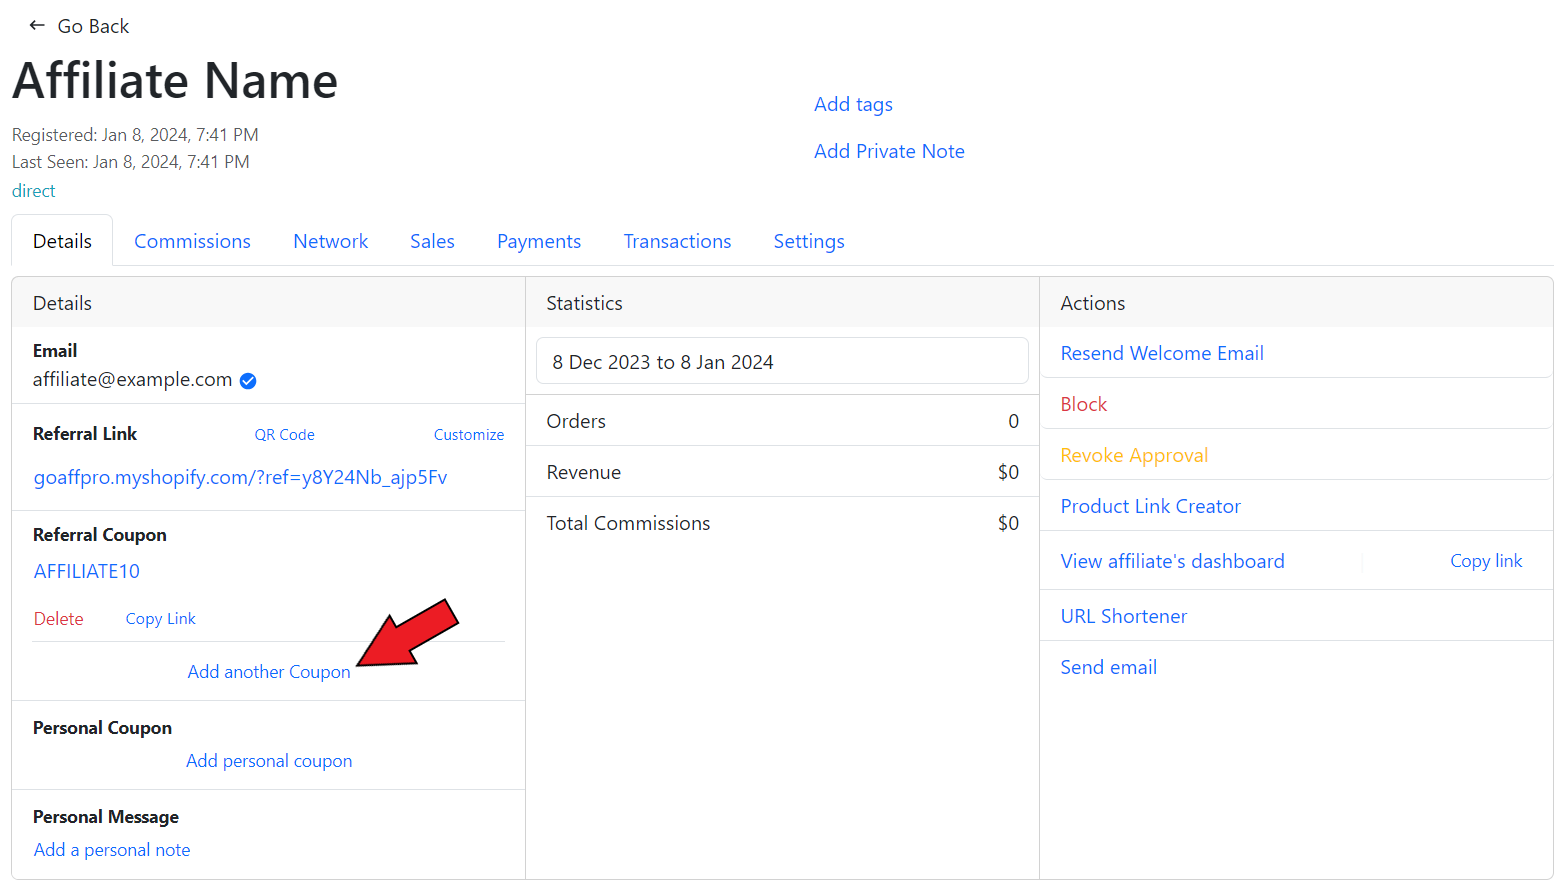 Go Back
Affiliate Name
Registered: Jan 8, 2024, 7:41 PM
Last Seen: Jan 8, 2024, 7:41 PM
direct
Add tags
Add Private Note
Details Commissions Network Sales Payments Transactions Settings
Details
Email
affiliate@example.com
Referral Link QR Code Customize
goaffpro.myshopify.com/?ref=y8Y24Nb_ajp5Fv
Referral Coupon
AFFILIATE10
Delete Copy Link
Add another Coupon
Personal Coupon
Add personal coupon
Personal Message
Add a personal note
Statistics
8 Dec 2023 to 8 Jan 2024
Orders 0
Revenue $0
Total Commissions $0
Actions
Resend Welcome Email
Block
Revoke Approval
Product Link Creator
View affiliate's dashboard Copy link
URL Shortener
Send email